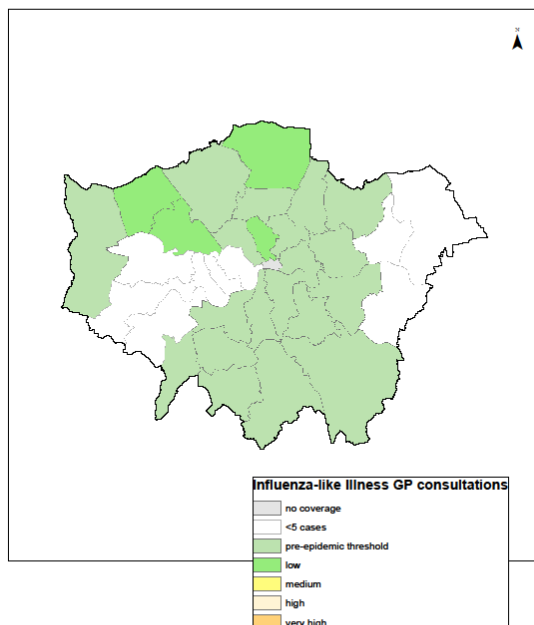 N
Influenza-like Illness GP consultations
no coverage
<5 cases
pre-epidemic threshold
low
medium
high
very high